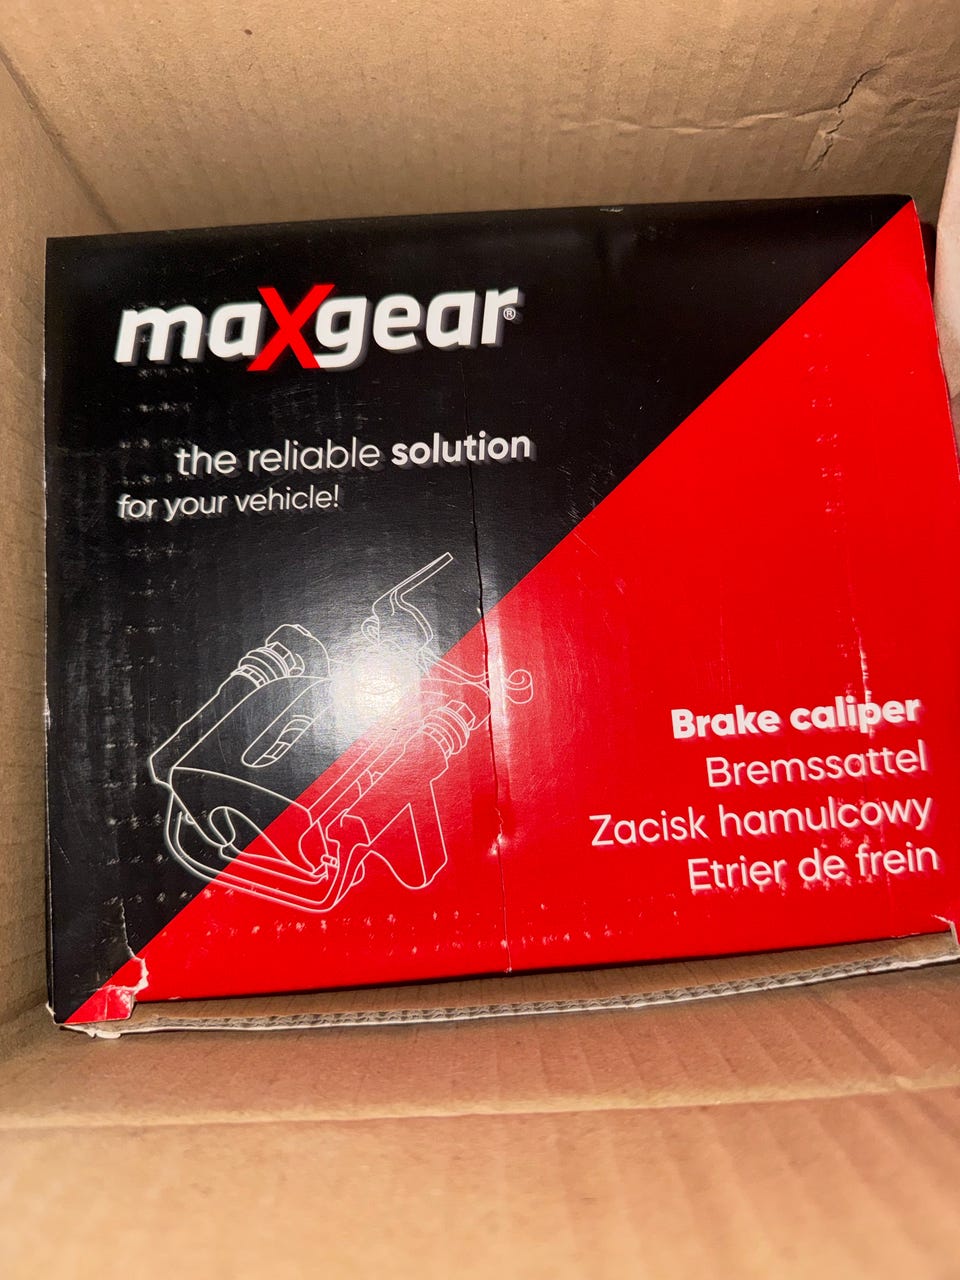 maxgear®
the reliable solution
for your vehicle!
Brake caliper
Bremssattel
Zacisk hamulcowy
Etrier de frein